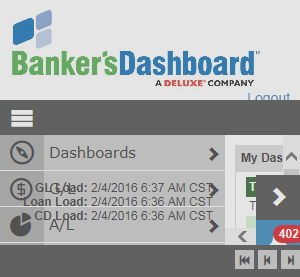 Banker's Dashboard™
A DELUXE® COMPANY
Logout
Dashboards
My Das
G/L
GL Load: 2/4/2016 6:37 AM CST
Loan Load: 2/4/2016 6:36 AM CST
CD Load: 2/4/2016 6:36 AM CST
A/L
T
T
402